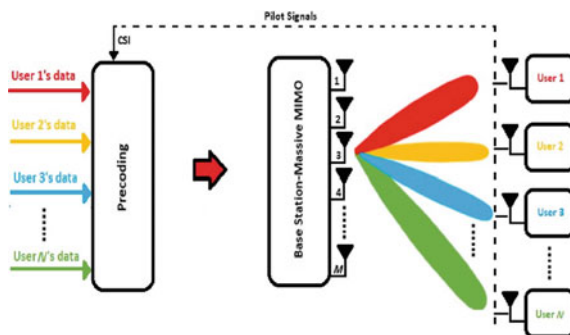 Pilot Signals
CSI
User 1's data
User 2's data
User 3's data
User N's data
Precoding
Base Station-Massive MIMO
1
2
3
4
M
User 1
User 2
User 3
User N